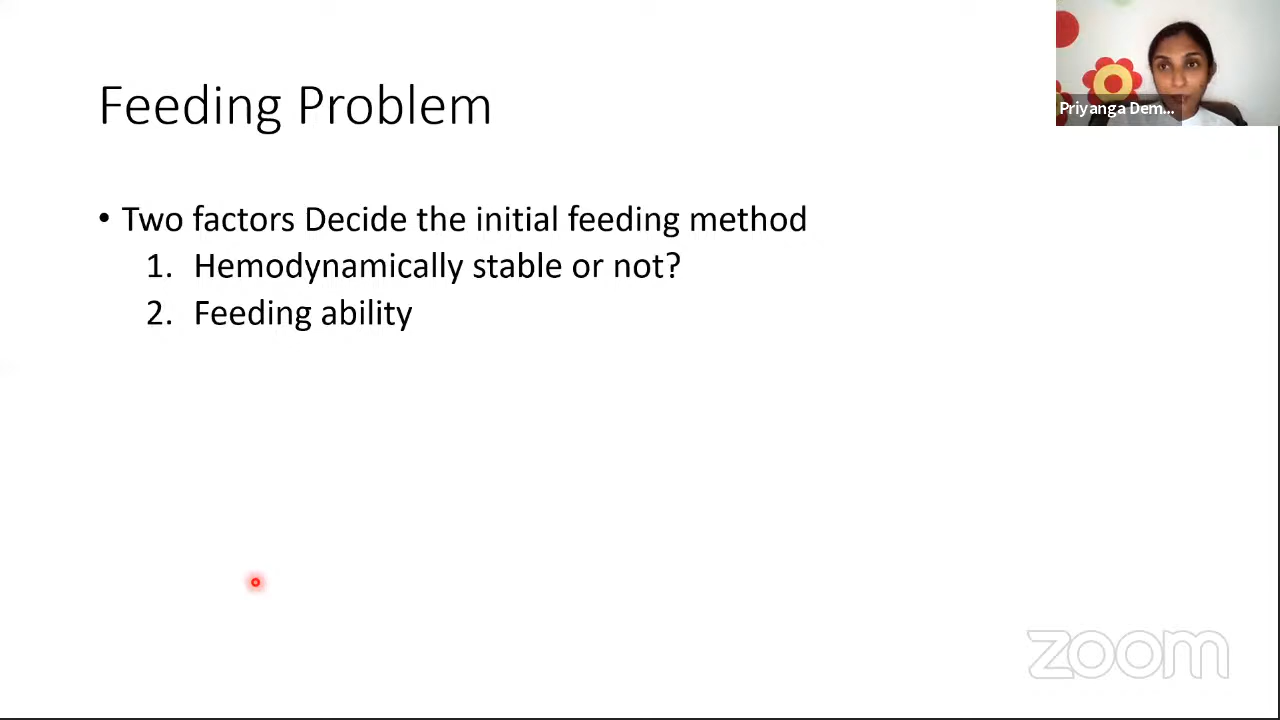 Feeding Problem
Priyanga Dem...
• Two factors Decide the initial feeding method
1. Hemodynamically stable or not?
2. Feeding ability
zoom